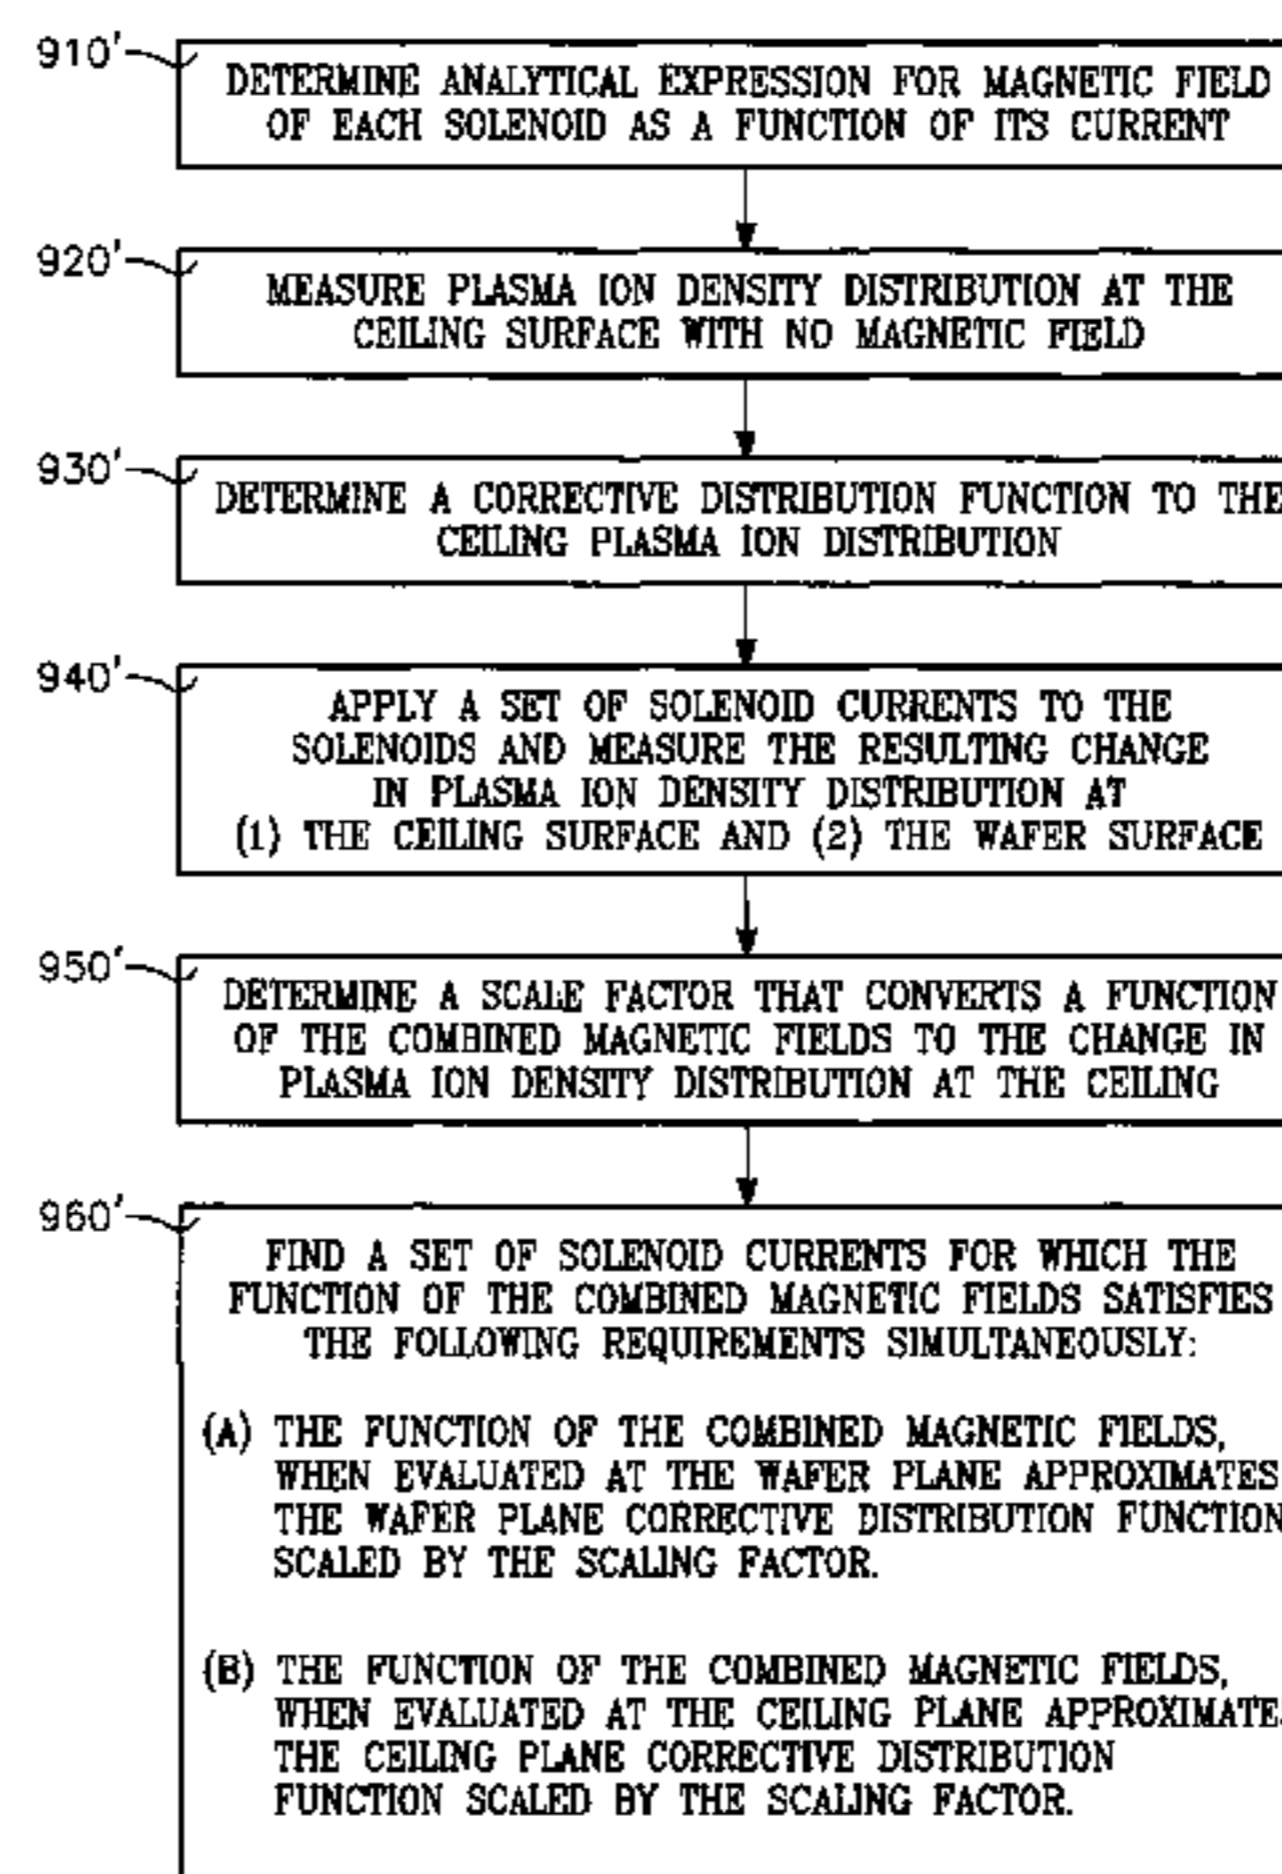 910'
DETERMINE ANALYTICAL EXPRESSION FOR MAGNETIC FIELD
OF EACH SOLENOID AS A FUNCTION OF ITS CURRENT
920'
MEASURE PLASMA ION DENSITY DISTRIBUTION AT THE
CEILING SURFACE WITH NO MAGNETIC FIELD
930'
DETERMINE A CORRECTIVE DISTRIBUTION FUNCTION TO THE
CEILING PLASMA ION DISTRIBUTION
940'
APPLY A SET OF SOLENOID CURRENTS TO THE
SOLENOIDS AND MEASURE THE RESULTING CHANGE
IN PLASMA ION DENSITY DISTRIBUTION AT
(1) THE CEILING SURFACE AND (2) THE WAFER SURFACE
950'
DETERMINE A SCALE FACTOR THAT CONVERTS A FUNCTION
OF THE COMBINED MAGNETIC FIELDS TO THE CHANGE IN
PLASMA ION DENSITY DISTRIBUTION AT THE CEILING
960'
FIND A SET OF SOLENOID CURRENTS FOR WHICH THE
FUNCTION OF THE COMBINED MAGNETIC FIELDS SATISFIES
THE FOLLOWING REQUIREMENTS SIMULTANEOUSLY:
(A) THE FUNCTION OF THE COMBINED MAGNETIC FIELDS,
WHEN EVALUATED AT THE WAFER PLANE APPROXIMATES
THE WAFER PLANE CORRECTIVE DISTRIBUTION FUNCTION
SCALED BY THE SCALING FACTOR.
(B) THE FUNCTION OF THE COMBINED MAGNETIC FIELDS,
WHEN EVALUATED AT THE CEILING PLANE APPROXIMATES
THE CEILING PLANE CORRECTIVE DISTRIBUTION
FUNCTION SCALED BY THE SCALING FACTOR.